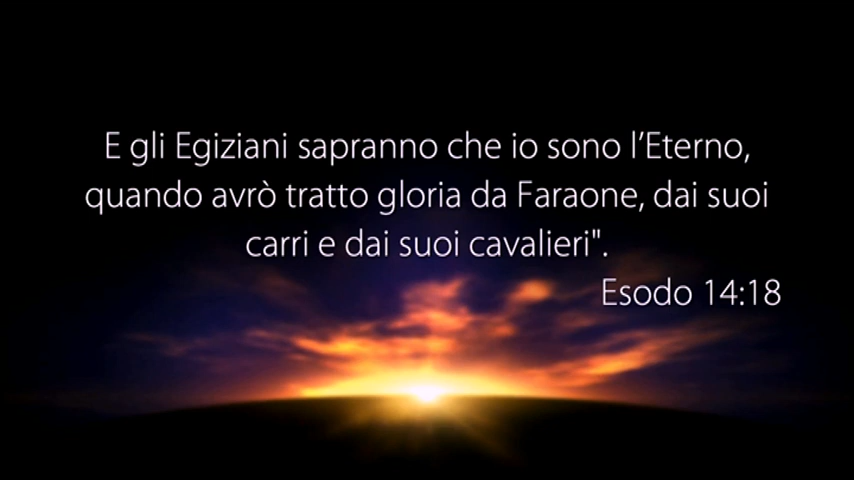 E gli Egiziani sapranno che io sono l’Eterno,
quando avrò tratto gloria da Faraone, dai suoi
carri e dai suoi cavalieri".
Esodo 14:18